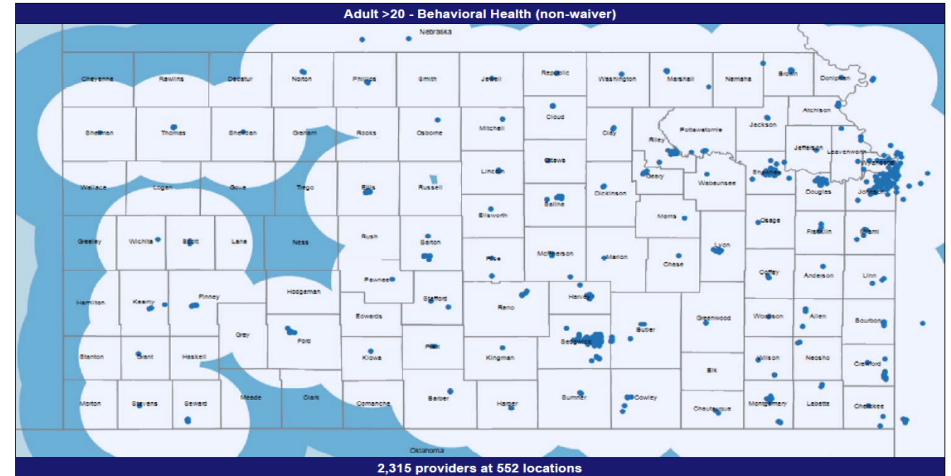 Adult >20 - Behavioral Health (non-waiver)
Nebraska
Cheyenne Rawlins Decatur Norton Phillips Smith Jewell Republic Washington Marshall Nemaha Brown Doniphan
Atchison
Sherman Thomas Sheridan Graham Rooks Osborne Mitchell Cloud Clay Riley Pottawatomie Jackson
Jefferson Leavenworth
Wyandotte
Wallace Logan Gove Trego Ellis Russell Lincoln Ottawa Dickinson Geary Wabaunsee Shawnee Douglas Johnson
Ellsworth Saline Morris Osage Franklin Miami
Greeley Wichita Scott Lane Ness Rush Barton Rice McPherson Marion Chase Lyon
Coffey Anderson Linn
Hamilton Kearny Finney Hodgeman Pawnee Stafford Reno Harvey
Edwards Greenwood Woodson Allen Bourbon
Gray Ford Sedgwick Butler
Stanton Grant Haskell Kiowa Pratt Kingman Elk Wilson Neosho Crawford
Morton Stevens Seward Meade Clark Comanche Barber Harper Sumner Cowley Chautauqua Montgomery Labette Cherokee
Oklahoma
2,315 providers at 552 locations